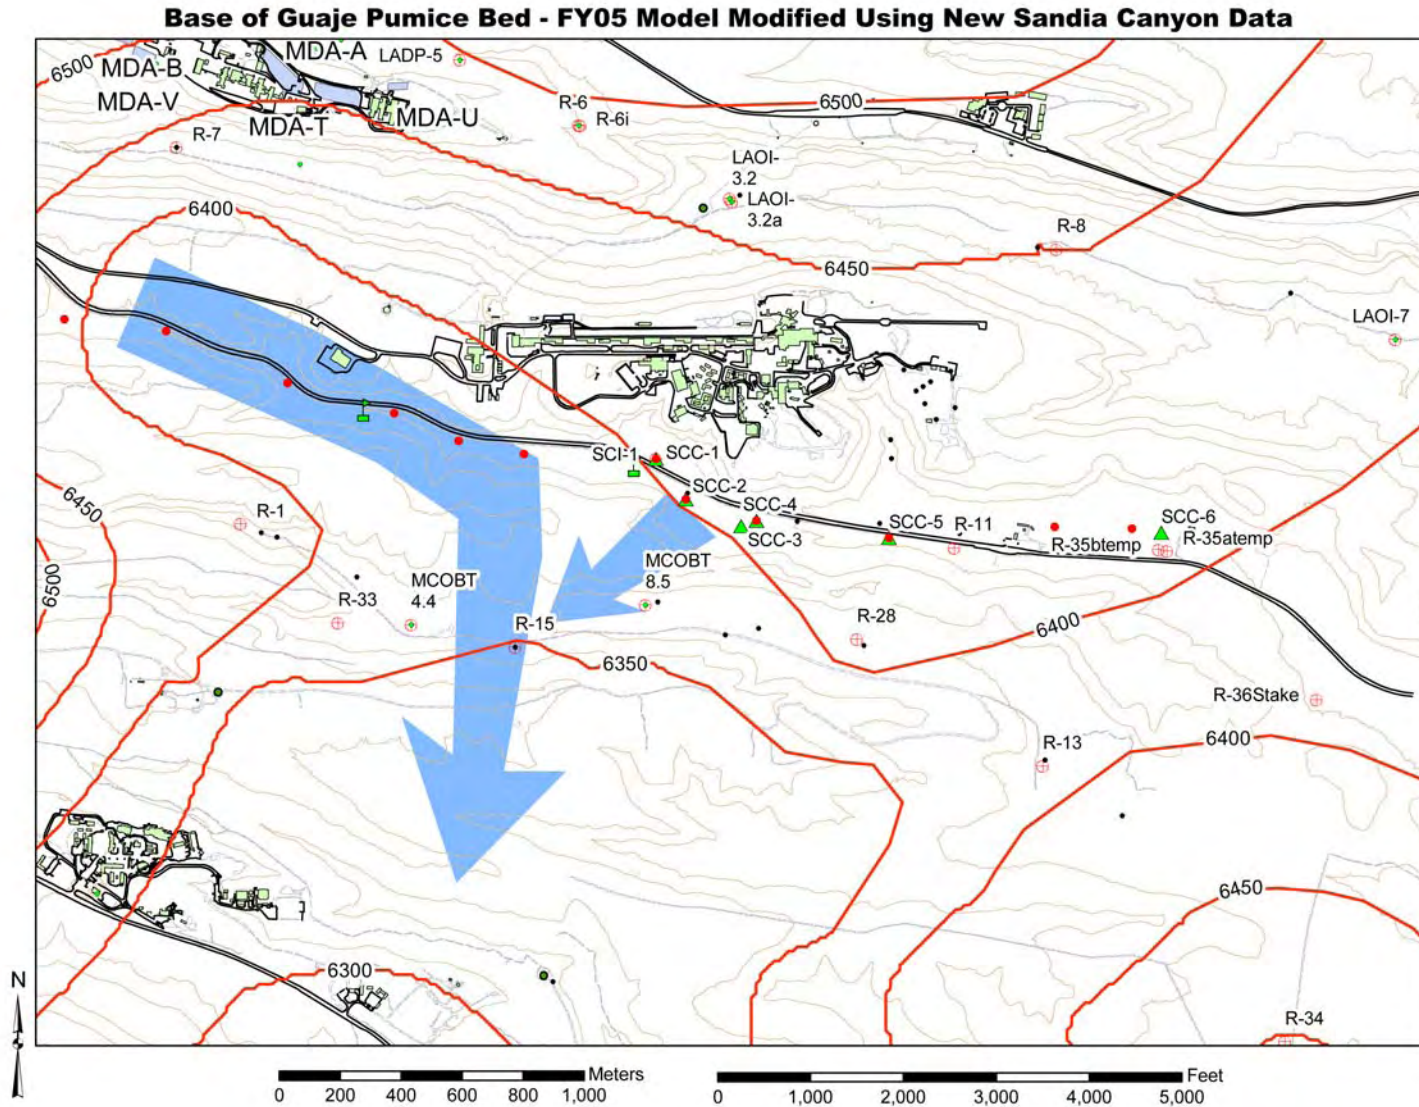 Base of Guaje Pumice Bed - FY05 Model Modified Using New Sandia Canyon Data
6500
MDA-B
MDA-A
LADP-5
MDA-V
MDA-T
MDA-U
R-7
R-6
R-6i
6500
LAOI-
3.2
LAOI-
3.2a
R-8
6400
6450
LAOI-7
SCI-1
SCC-1
SCC-2
SCC-4
SCC-3
SCC-5
R-11
SCC-6
R-35btemp
R-35atemp
6450
R-1
6500
R-33
MCOBT
4.4
MCOBT
8.5
R-15
R-28
6400
6350
R-36Stake
R-13
6400
6450
6300
R-34
N
Meters
0 200 400 600 800 1,000
Feet
0 1,000 2,000 3,000 4,000 5,000